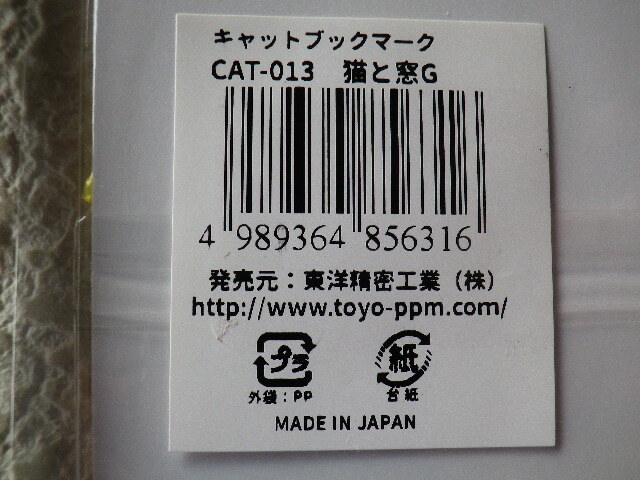 キャットブックマーク
CAT-013 猫と窓G
4 989364 856316
発売元：東洋精密工業（株）
http://www.toyo-ppm.com/
プラ 紙
外袋：PP 台紙
MADE IN JAPAN